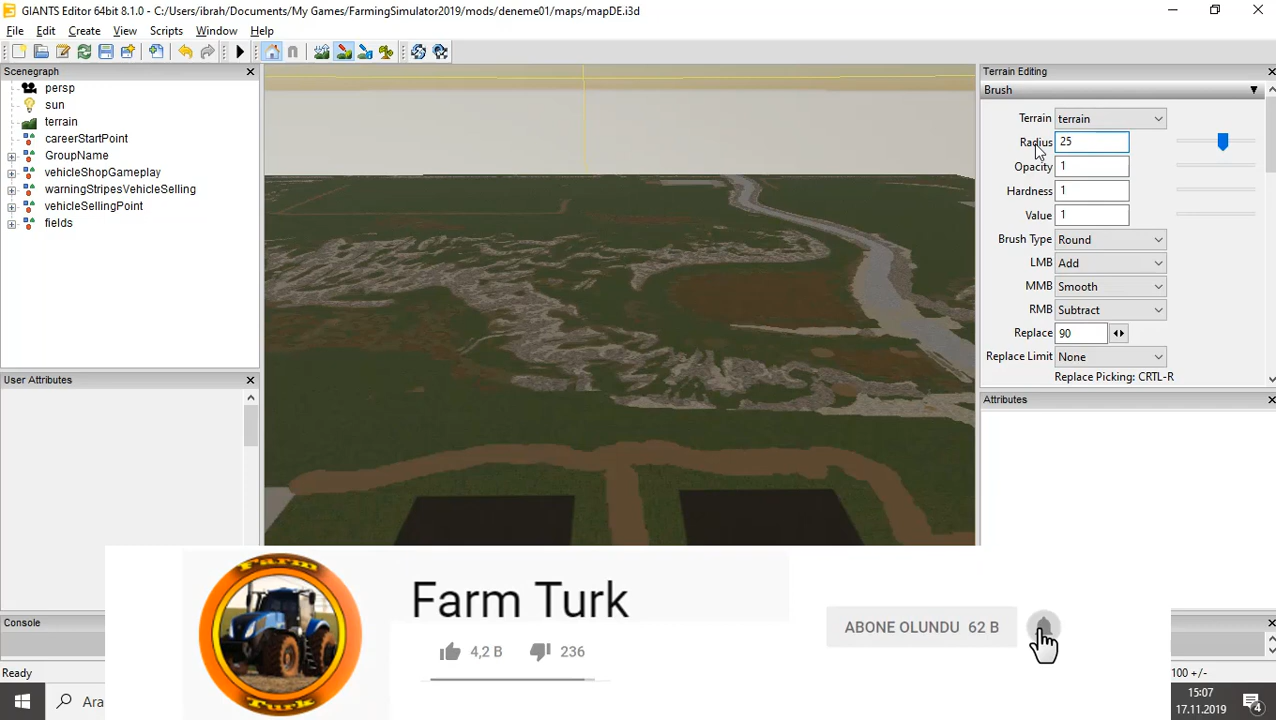 GIANTS Editor 64bit 8.1.0 - C:/Users/ibrah/Documents/My Games/FarmingSimulator2019/mods/deneme01/maps/mapDE.i3d
File Edit Create View Scripts Window Help
Scenegraph
persp
sun
terrain
careerStartPoint
GroupName
vehicleShopGameplay
warningStripesVehicleSelling
vehicleSellingPoint
fields
User Attributes
Console
Ready
Terrain Editing
Brush
Terrain terrain
Radius 25
Opacity 1
Hardness 1
Value 1
Brush Type Round
LMB Add
MMB Smooth
RMB Subtract
Replace 90
Replace Limit None
Replace Picking: CRTL-R
Attributes
Farm
Turk
Farm Turk
4,2 B 236
ABONE OLUNDU 62 B
100 +/-
Ara
15:07
17.11.2019
4